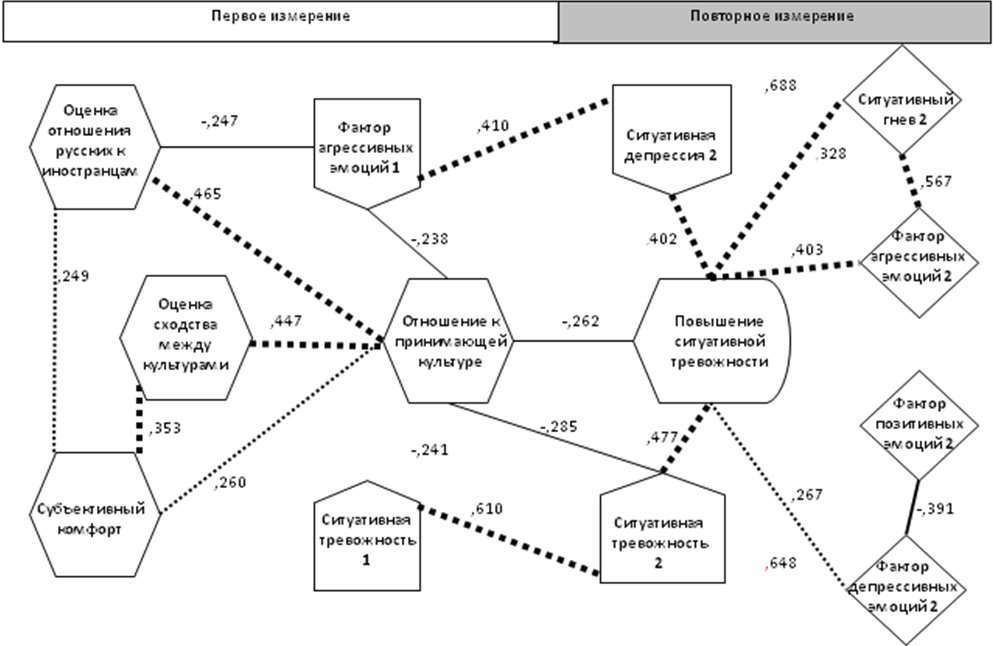 Первое измерение
Повторное измерение
Оценка
отношения
русских к
иностранцам
-,247
Фактор
агрессивных
эмоций 1
,410
Ситуативная
депрессия 2
,688
Ситуативный
гнев 2
,328
,567
,465
-,238
,402
,403
Фактор
агрессивных
эмоций 2
,249
Оценка
сходства
между
культурами
,447
Отношение к
принимающей
культуре
-,262
Повышение
ситуативной
тревожности
,353
-,285
,477
-,241
Фактор
позитивных
эмоций 2
,260
Субъективный
комфорт
Ситуативная
тревожность
1
,610
Ситуативная
тревожность
2
,267
-,391
,648
Фактор
депрессивных
эмоций 2